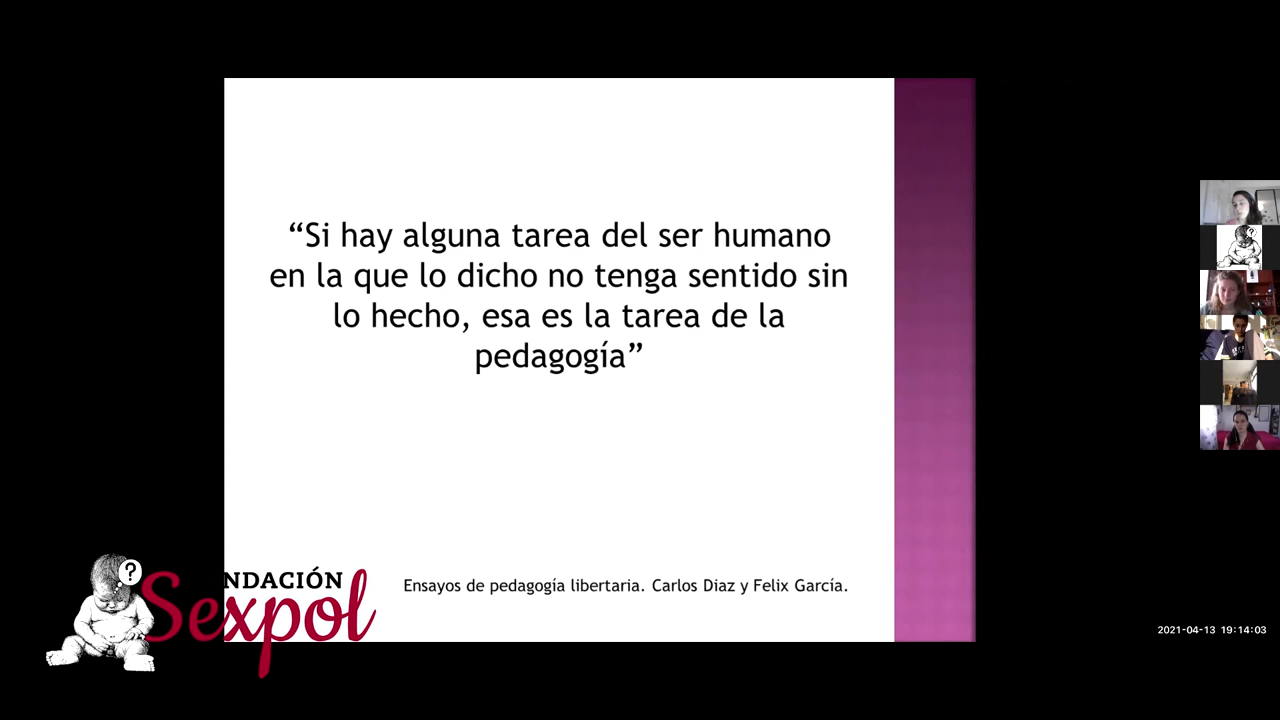 “Si hay alguna tarea del ser humano
en la que lo dicho no tenga sentido sin
lo hecho, esa es la tarea de la
pedagogía”
Ensayos de pedagogía libertaria. Carlos Diaz y Felix García.
?
NDACIÓN
Sexpol
2021-04-13 19:14:03